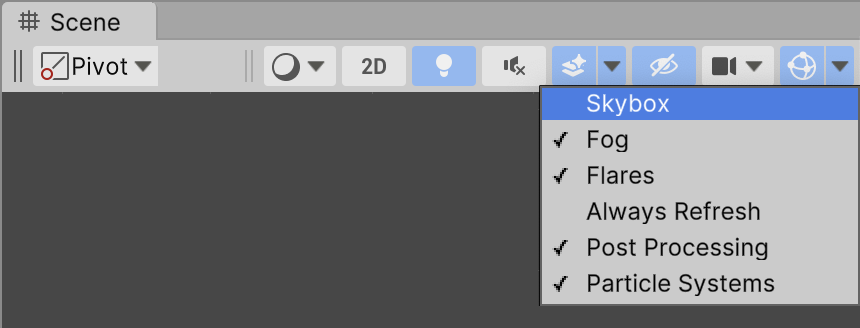 Scene
Pivot
2D
Skybox
Fog
Flares
Always Refresh
Post Processing
Particle Systems